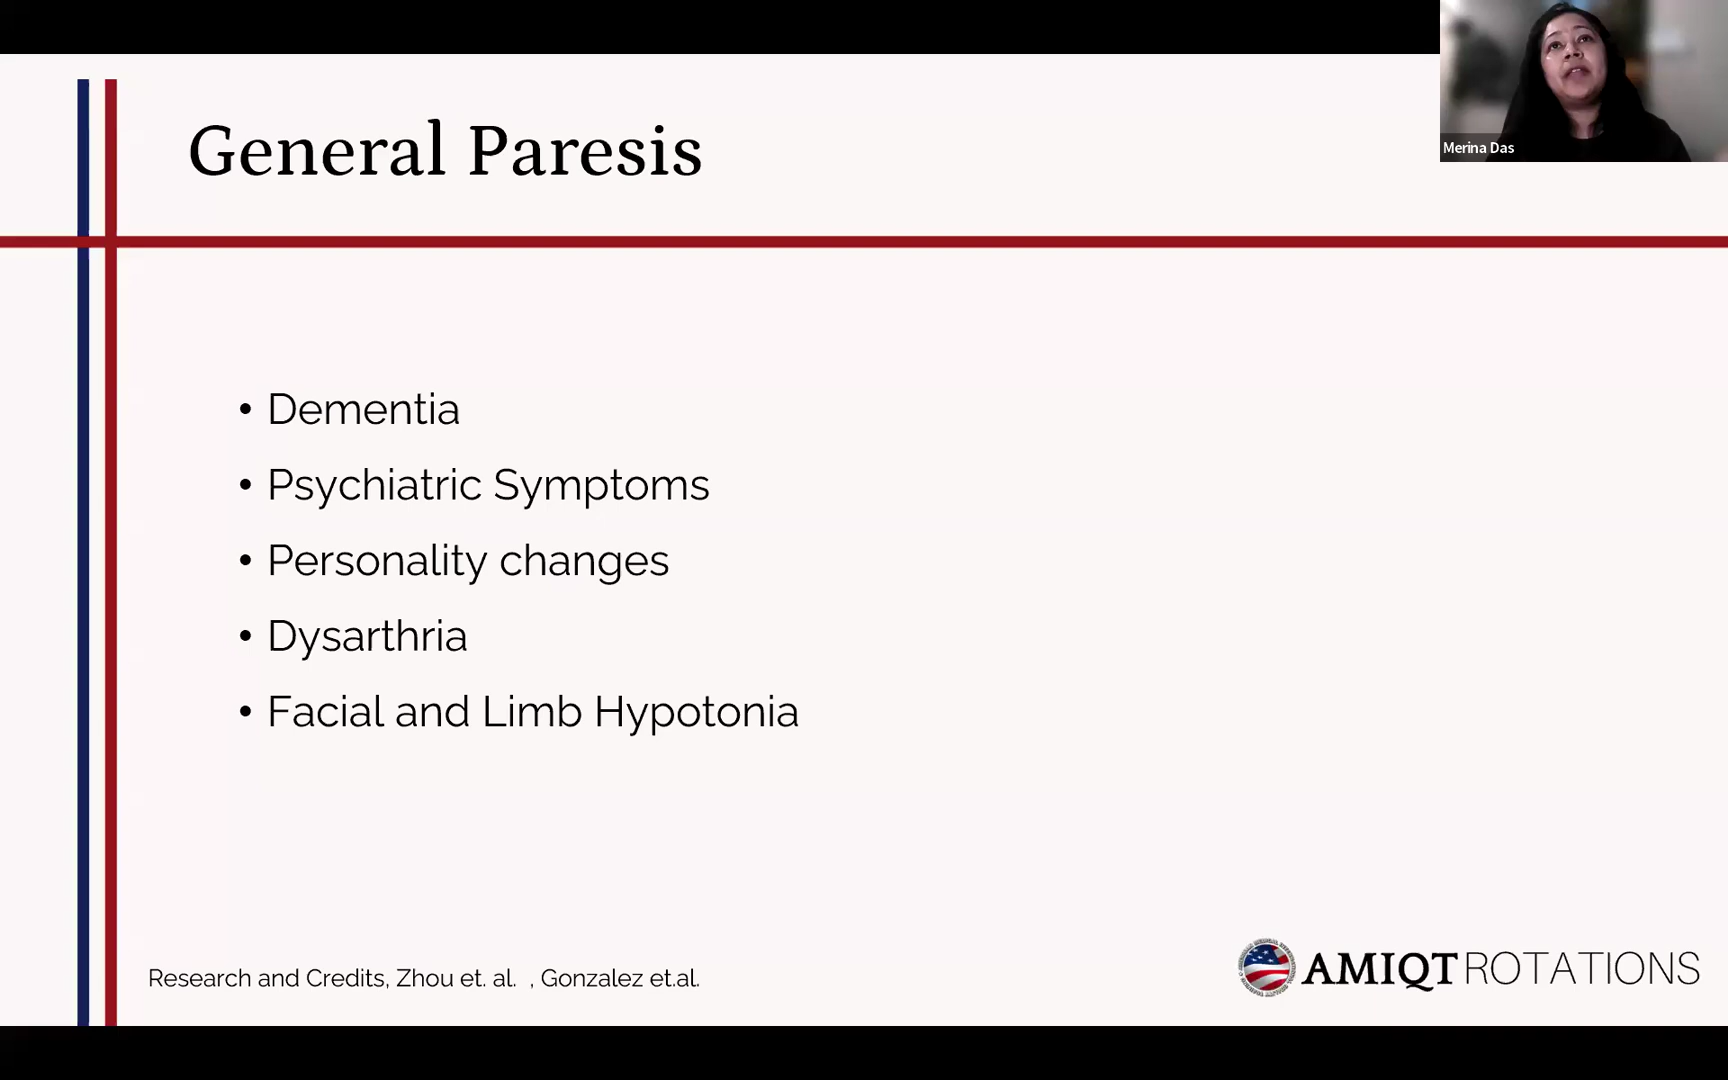 General Paresis
Merina Das
• Dementia
• Psychiatric Symptoms
• Personality changes
• Dysarthria
• Facial and Limb Hypotonia
Research and Credits, Zhou et. al.  , Gonzalez et.al.
AMIQT ROTATIONS